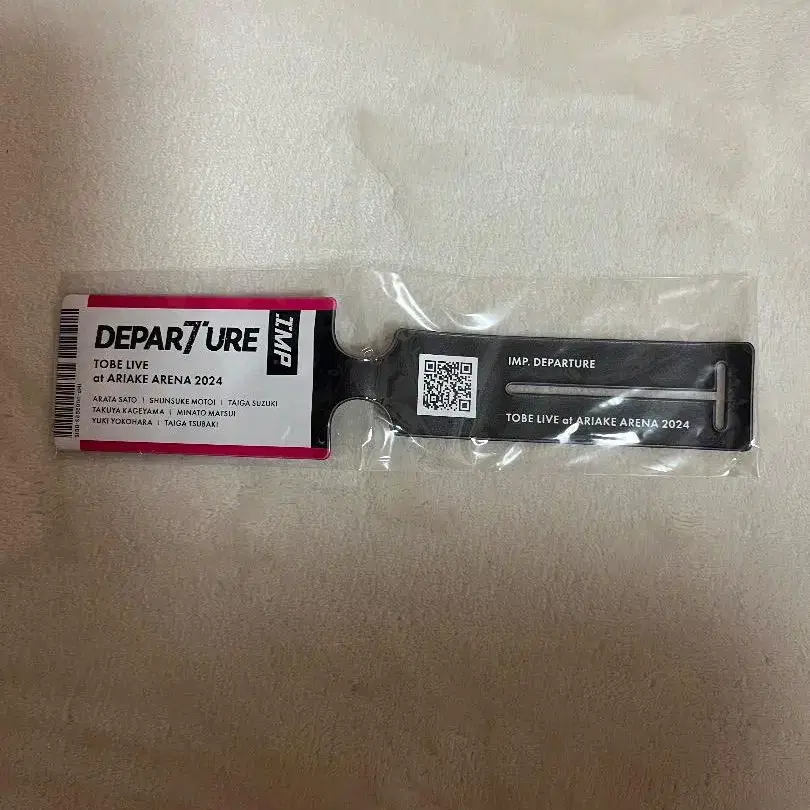 DEPAR7URE
IMP.
TOBE LIVE
at ARIAKE ARENA 2024
ARATA SATO | SHUNSUKE MOTOI | TAIGA SUZUKI
TAKUYA KAGEYAMA | MINATO MATSUI
YUKI YOKOHARA | TAIGA TSUBAKI
IMP. DEPARTURE
TOBE LIVE at ARIAKE ARENA 2024